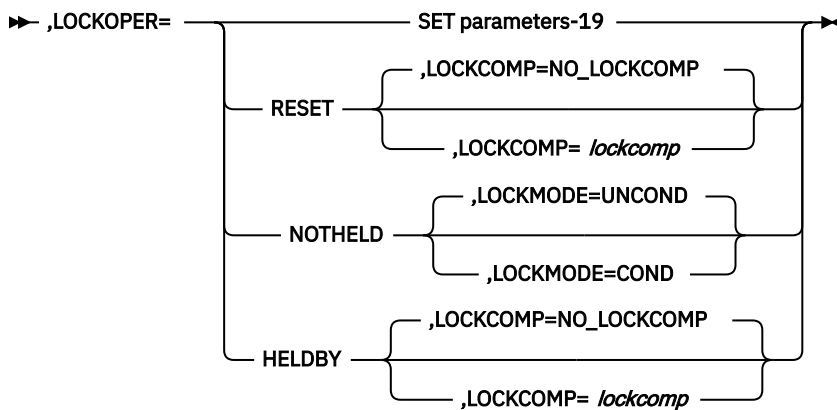 ,LOCKOPER= SET parameters-19
,LOCKCOMP=NO_LOCKCOMP
RESET
,LOCKCOMP= lockcomp
,LOCKMODE=UNCOND
NOTHELD
,LOCKMODE=COND
,LOCKCOMP=NO_LOCKCOMP
HELDBY
,LOCKCOMP= lockcomp